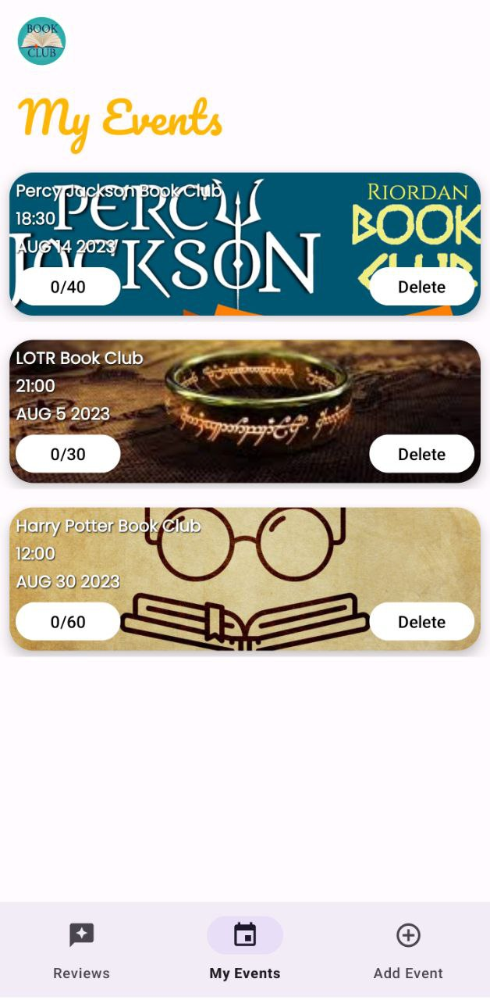 BOOK
CLUB
My Events
Percy Jackson Book Club
18:30
AUG 14 2023
PERCY
JACKSON
RIORDAN
BOOK
CLUB
0/40
Delete
LOTR Book Club
21:00
AUG 5 2023
0/30
Delete
Harry Potter Book Club
12:00
AUG 30 2023
0/60
Delete
Reviews
My Events
Add Event